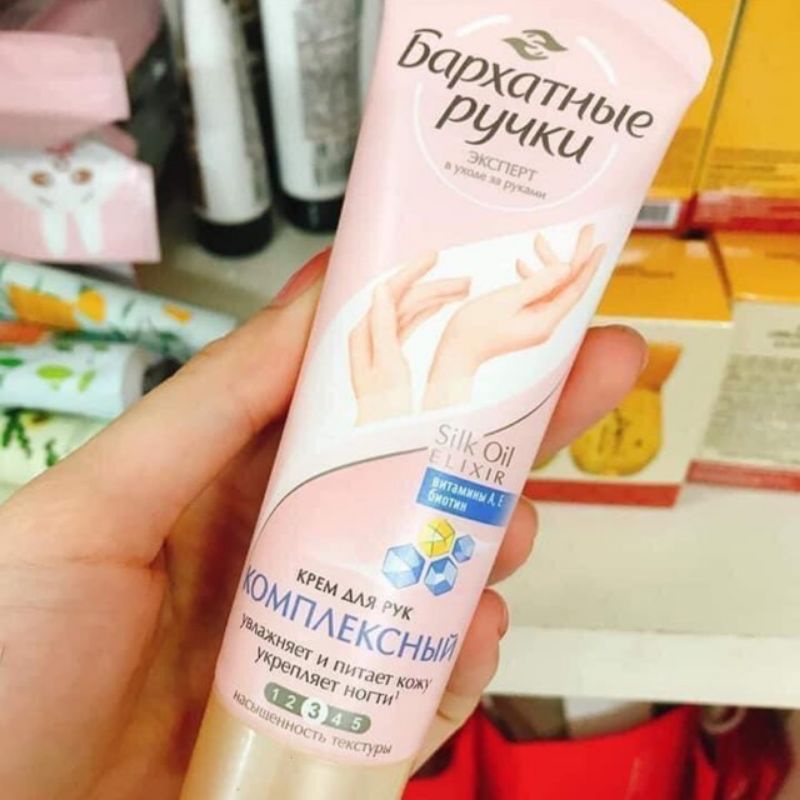 Бархатные
ручки
ЭКСПЕРТ
в уходе за руками
Silk Oil
ELIXIR
витамины А, Е
биотин
КРЕМ ДЛЯ РУК
КОМПЛЕКСНЫЙ
увлажняет и питает кожу
укрепляет ногти¹
1 2 3 4 5
насыщенность текстуры